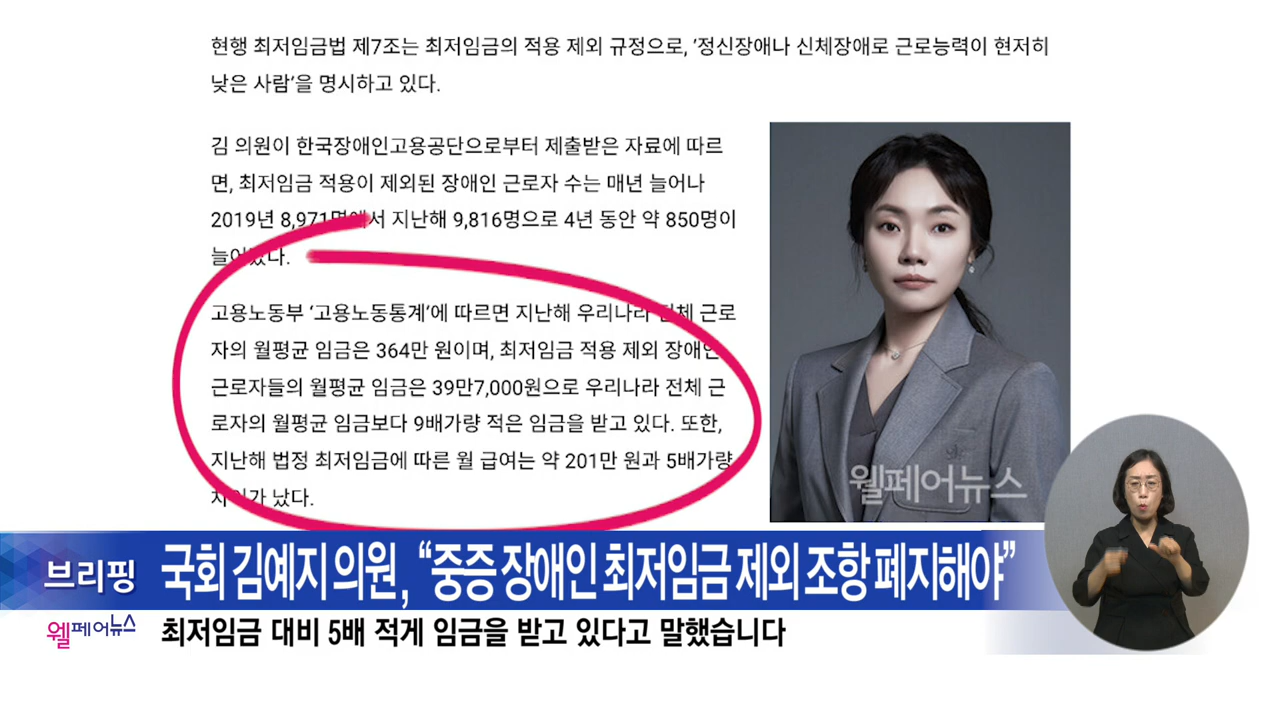 현행 최저임금법 제7조는 최저임금의 적용 제외 규정으로, '정신장애나 신체장애로 근로능력이 현저히
낮은 사람'을 명시하고 있다.
김 의원이 한국장애인고용공단으로부터 제출받은 자료에 따르
면, 최저임금 적용이 제외된 장애인 근로자 수는 매년 늘어나
2019년 8,971명에서 지난해 9,816명으로 4년 동안 약 850명이
늘어났다.
고용노동부 '고용노동통계'에 따르면 지난해 우리나라 전체 근로
자의 월평균 임금은 364만 원이며, 최저임금 적용 제외 장애인
근로자들의 월평균 임금은 39만7,000원으로 우리나라 전체 근
로자의 월평균 임금보다 9배가량 적은 임금을 받고 있다. 또한,
지난해 법정 최저임금에 따른 월 급여는 약 201만 원과 5배가량
차이가 났다.
웰페어뉴스
브리핑
국회 김예지 의원, "중증 장애인 최저임금 제외 조항 폐지해야"
웰페어뉴스
최저임금 대비 5배 적게 임금을 받고 있다고 말했습니다